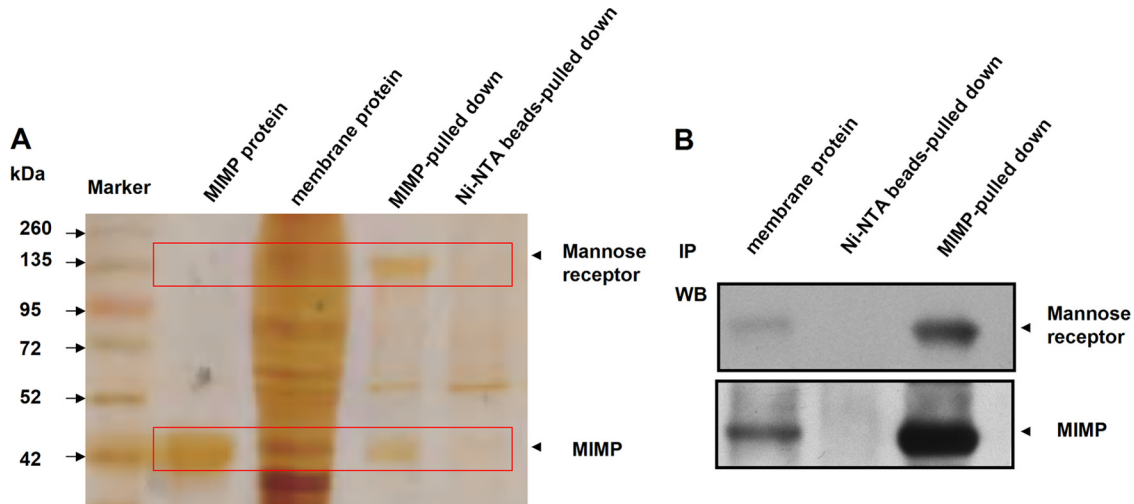 A
kDa
Marker
MIMP protein
membrane protein
MIMP-pulled down
Ni-NTA beads-pulled down
260
135
95
72
52
42
Mannose
receptor
MIMP
B
IP
membrane protein
Ni-NTA beads-pulled down
MIMP-pulled down
WB
Mannose
receptor
MIMP